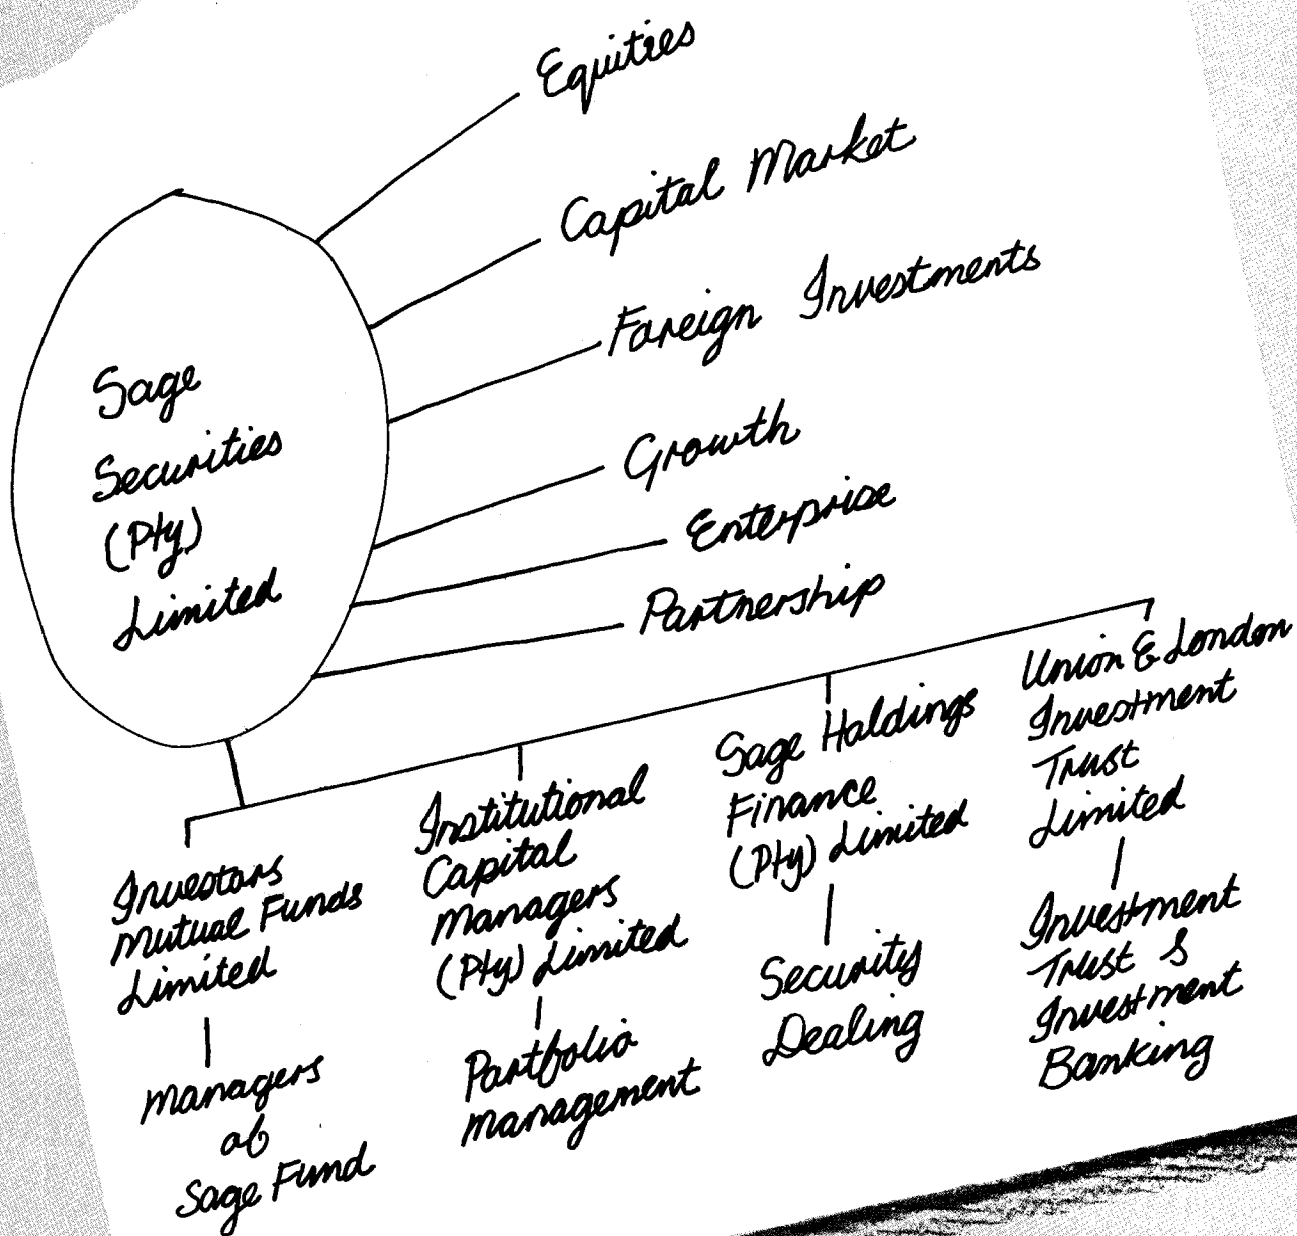 Equities
Capital Market
Foreign Investments
Growth
Enterprise
Partnership
Sage
Securities
(Pty)
Limited
Investors
Mutual Funds
Limited
Managers
of
Sage Fund
Institutional
Capital
Managers
(Pty) Limited
Portfolio
Management
Sage Holdings
Finance
(Pty) Limited
Security
Dealing
Union & London
Investment
Trust
Limited
Investment
Trust &
Investment
Banking